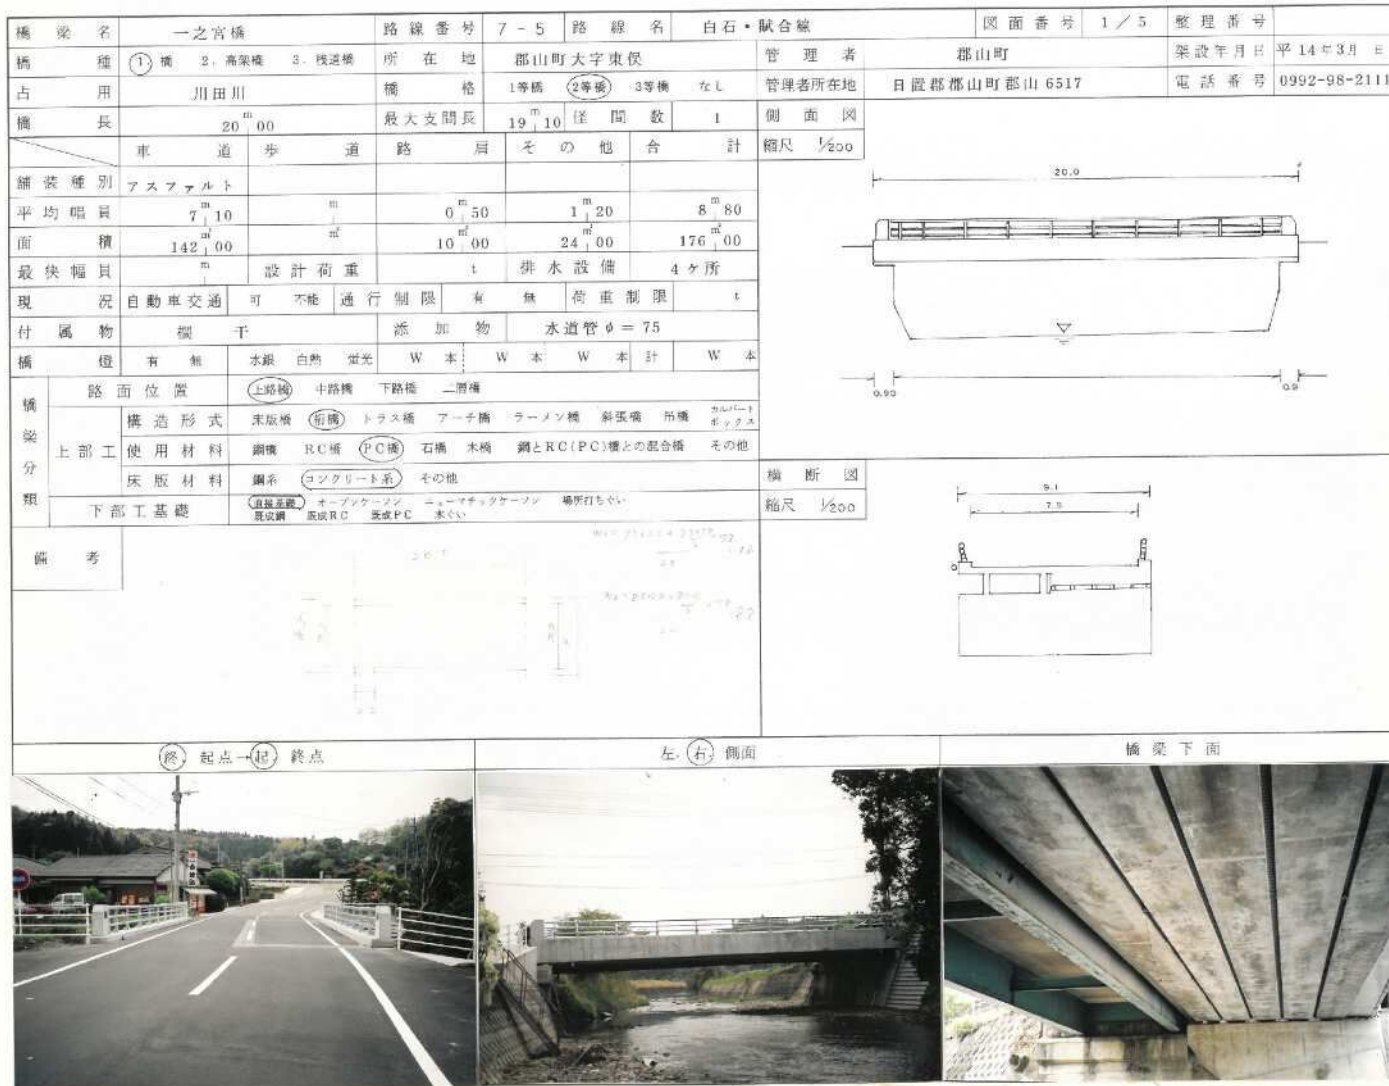 橋梁名 一之宮橋 路線番号 7-5 路線名 白石・賦合線 図面番号 1/5 整理番号
橋種 1 橋 2. 高架橋 3. 桟道橋 所在地 郡山町大字東俣 管理者 郡山町 架設年月日 平14年3月 日
占用 川田川 橋格 1等橋 2等橋 3等橋 なし 管理者所在地 日置郡郡山町郡山 6517 電話番号 0992-98-2111
橋長 20 m 00 最大支間長 19 m 10 径間数 1 側面図
車道 歩道 路肩 その他 合計 縮尺 1/200
舗装種別 アスファルト
20.0
平均幅員 7 m 10 m 0 m 50 1 m 20 8 m 80
面積 142 ㎡ 00 ㎡ 10 ㎡ 00 24 ㎡ 00 176 ㎡ 00
最狭幅員 m 設計荷重 t 排水設備 4ヶ所
現況 自動車交通 可 不能 通行制限 有 無 荷重制限 t
付属物 欄干 添加物 水道管φ=75
橋燈 有 無 水銀 白熱 蛍光 W 本 W 本 W 本 計 W 本
0.90 0.9
橋梁分類
路面位置 上路橋 中路橋 下路橋 二層橋
上部工
構造形式 床版橋 桁橋 トラス橋 アーチ橋 ラーメン橋 斜張橋 吊橋 カルバートボックス
使用材料 鋼橋 RC橋 PC橋 石橋 木橋 鋼とRC(PC)橋との混合橋 その他
床版材料 鋼系 コンクリート系 その他
横断図
下部工基礎 直接基礎 オープンケーソン ニューマチックケーソン 場所打ちぐい
既成鋼 既成RC 既成PC 木ぐい
縮尺 1/200
9.1
備考
終 起点→起 終点 左.右 側面 橋梁下面